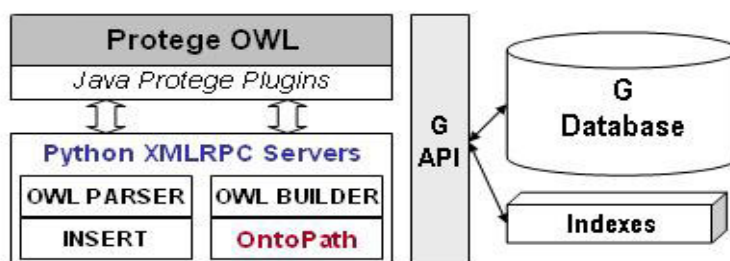 Protege OWL
Java Protege Plugins
Python XMLRPC Servers
OWL PARSER
OWL BUILDER
INSERT
OntoPath
G
API
G
Database
Indexes